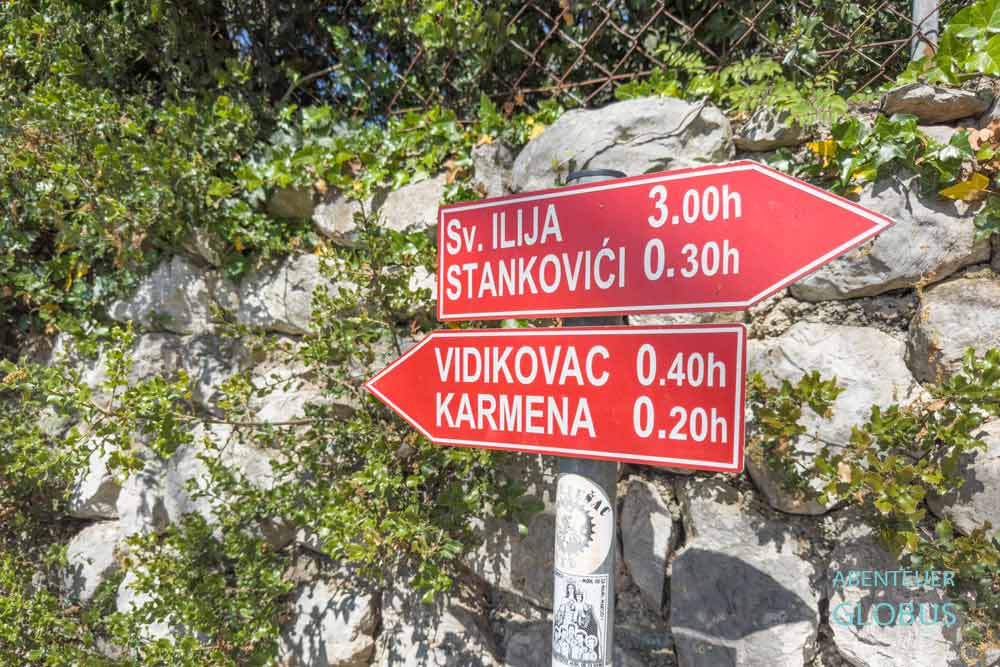 Sv. ILIJA 3.00h
STANKOVIĆI 0.30h
VIDIKOVAC 0.40h
KARMENA 0.20h
ABENTEUER
GLOBUS